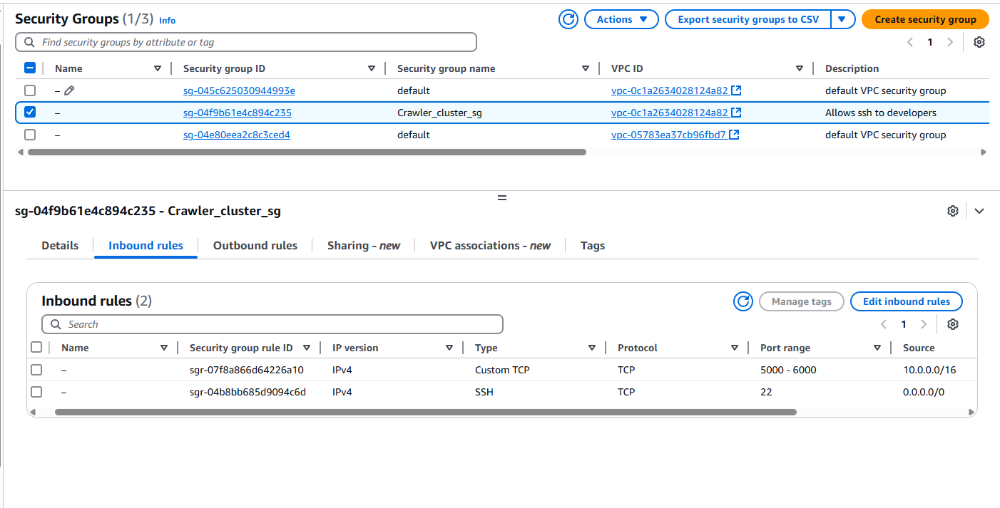 Security Groups (1/3) Info
Actions
Export security groups to CSV
Create security group
Find security groups by attribute or tag
1
Name Security group ID Security group name VPC ID Description
– sg-045c625030944993e default vpc-0c1a2634028124a82 default VPC security group
– sg-04f9b61e4c894c235 Crawler_cluster_sg vpc-0c1a2634028124a82 Allows ssh to developers
– sg-04e80eea2c8c3ced4 default vpc-05783ea37cb96fbd7 default VPC security group
sg-04f9b61e4c894c235 - Crawler_cluster_sg
Details Inbound rules Outbound rules Sharing - new VPC associations - new Tags
Inbound rules (2)
Manage tags
Edit inbound rules
Search
1
Name Security group rule ID IP version Type Protocol Port range Source
– sgr-07f8a866d64226a10 IPv4 Custom TCP TCP 5000 - 6000 10.0.0.0/16
– sgr-04b8bb685d9094c6d IPv4 SSH TCP 22 0.0.0.0/0